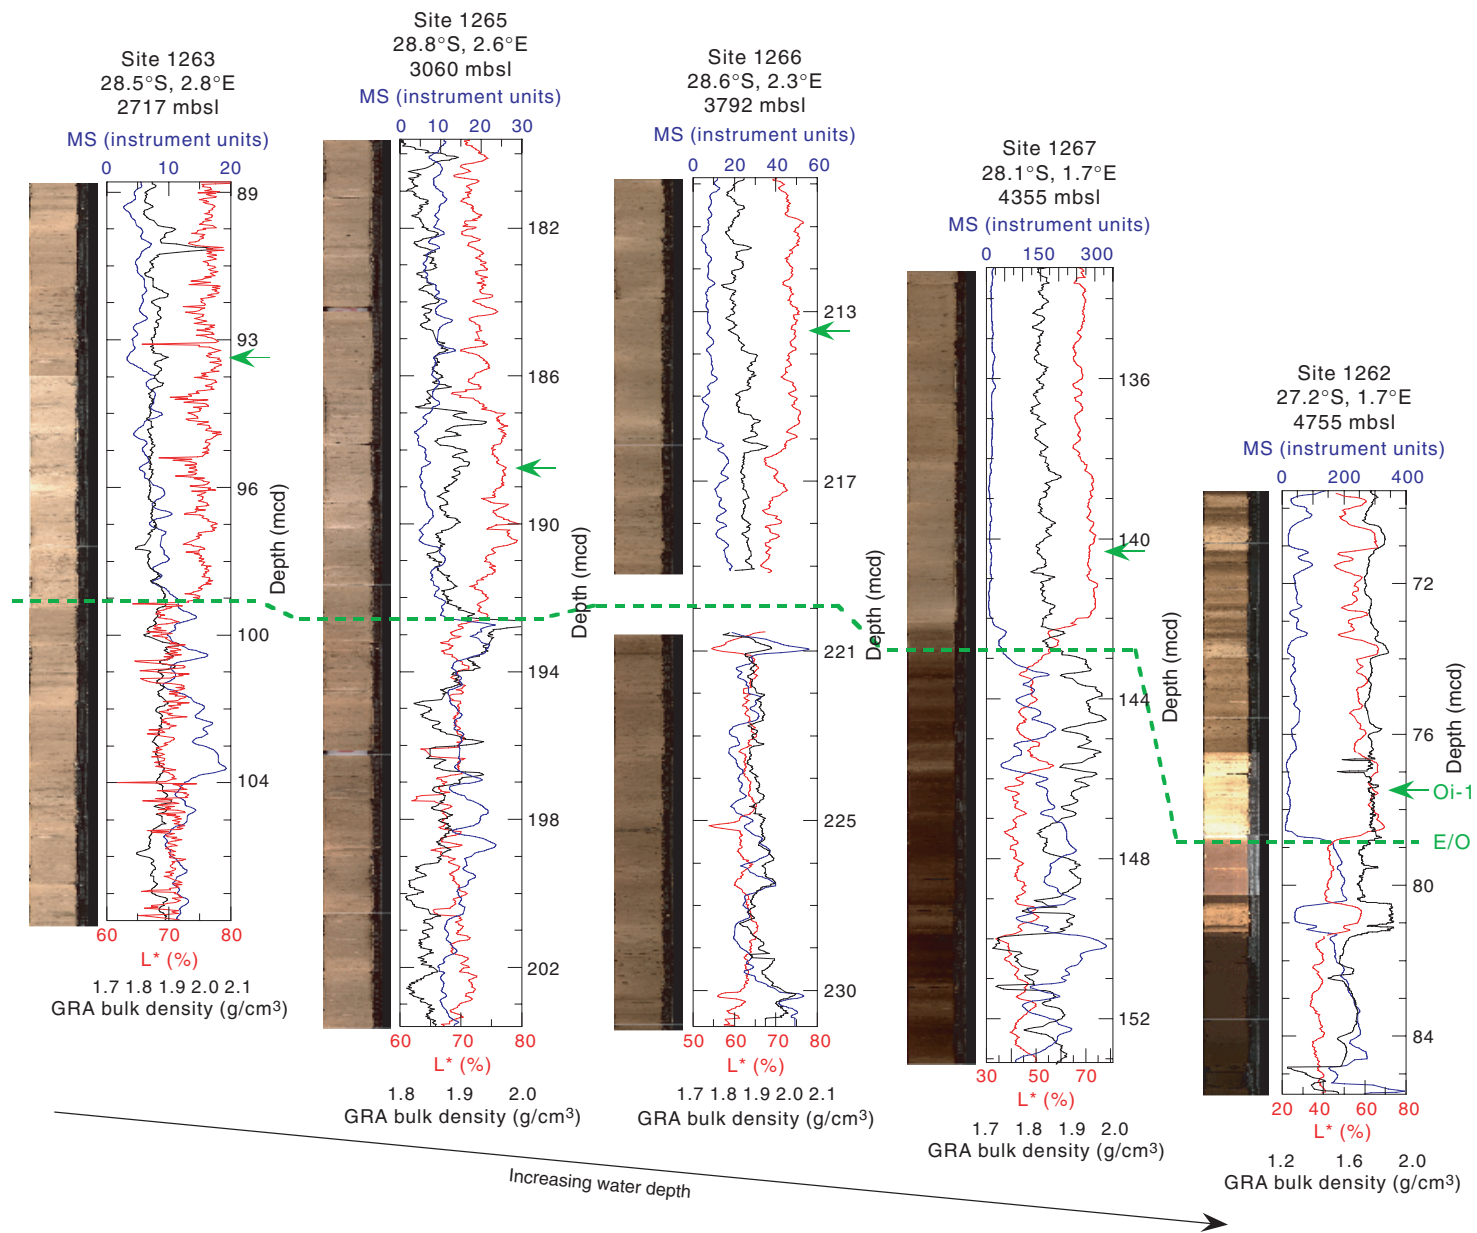 Site 1263
28.5°S, 2.8°E
2717 mbsl
MS (instrument units)
0 10 20
89
93
96
100
104
Depth (mcd)
60 70 80
L* (%)
1.7 1.8 1.9 2.0 2.1
GRA bulk density (g/cm³)
Site 1265
28.8°S, 2.6°E
3060 mbsl
MS (instrument units)
0 10 20 30
182
186
190
194
198
202
Depth (mcd)
60 70 80
L* (%)
1.8 1.9 2.0
GRA bulk density (g/cm³)
Site 1266
28.6°S, 2.3°E
3792 mbsl
MS (instrument units)
0 20 40 60
213
217
221
225
230
Depth (mcd)
50 60 70 80
L* (%)
1.7 1.8 1.9 2.0 2.1
GRA bulk density (g/cm³)
Site 1267
28.1°S, 1.7°E
4355 mbsl
MS (instrument units)
0 150 300
136
140
144
148
152
Depth (mcd)
30 50 70
L* (%)
1.7 1.8 1.9 2.0
GRA bulk density (g/cm³)
Site 1262
27.2°S, 1.7°E
4755 mbsl
MS (instrument units)
0 200 400
72
76
80
84
Depth (mcd)
Oi-1
E/O
20 40 60 80
L* (%)
1.2 1.6 2.0
GRA bulk density (g/cm³)
Increasing water depth